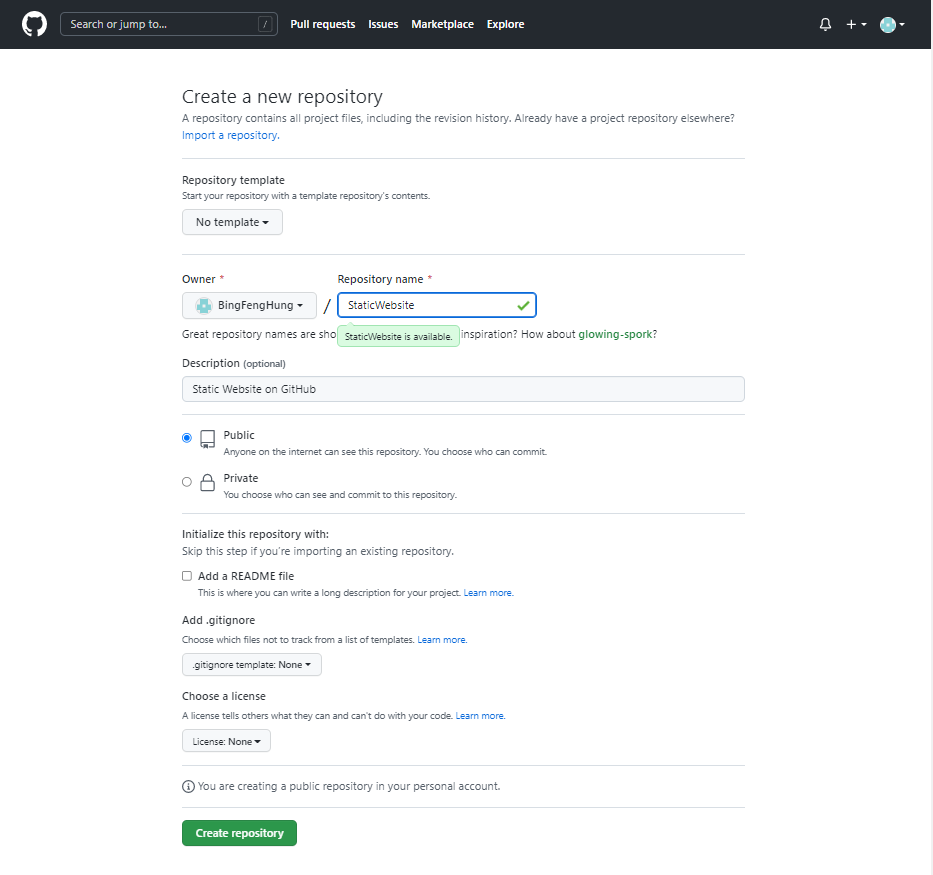 Search or jump to... / Pull requests Issues Marketplace Explore
Create a new repository
A repository contains all project files, including the revision history. Already have a project repository elsewhere?
Import a repository.
Repository template
Start your repository with a template repository's contents.
No template
Owner * Repository name *
BingFengHung / StaticWebsite
Great repository names are sho inspiration? How about glowing-spork?
StaticWebsite is available.
Description (optional)
Static Website on GitHub
Public
Anyone on the internet can see this repository. You choose who can commit.
Private
You choose who can see and commit to this repository.
Initialize this repository with:
Skip this step if you're importing an existing repository.
Add a README file
This is where you can write a long description for your project. Learn more.
Add .gitignore
Choose which files not to track from a list of templates. Learn more.
.gitignore template: None
Choose a license
A license tells others what they can and can't do with your code. Learn more.
License: None
You are creating a public repository in your personal account.
Create repository